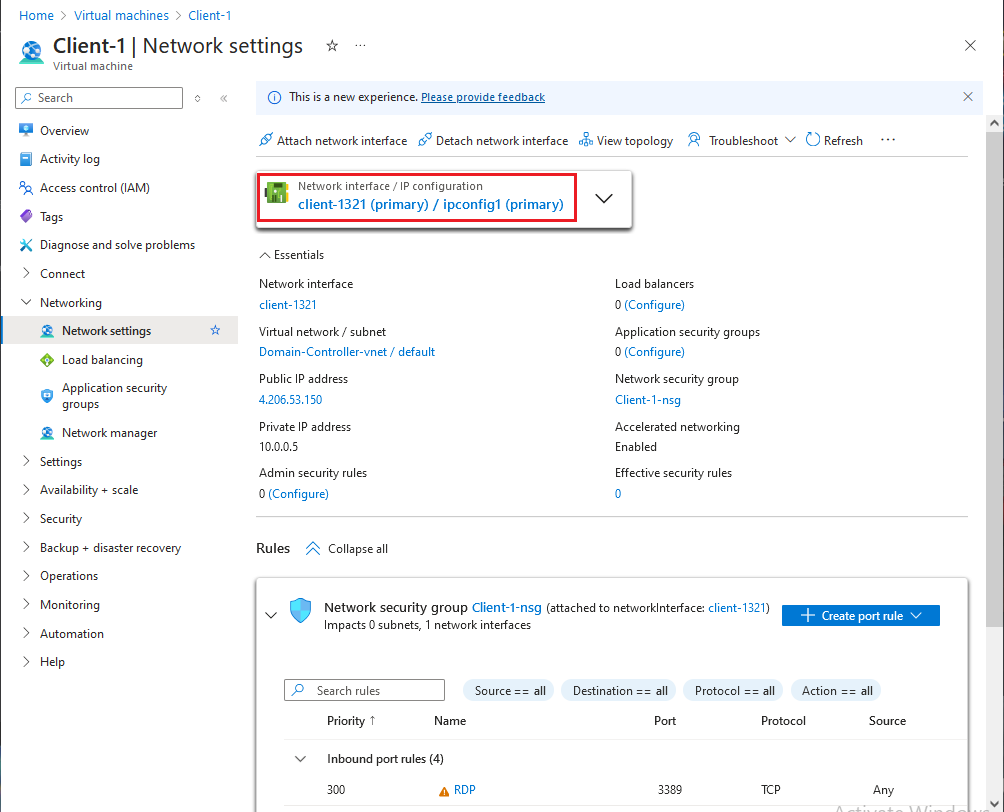 Home > Virtual machines > Client-1
Client-1 | Network settings
Virtual machine
Search
This is a new experience. Please provide feedback
Overview
Activity log
Access control (IAM)
Tags
Diagnose and solve problems
Connect
Networking
Network settings
Load balancing
Application security
groups
Network manager
Settings
Availability + scale
Security
Backup + disaster recovery
Operations
Monitoring
Automation
Help
Attach network interface Detach network interface View topology Troubleshoot Refresh
Network interface / IP configuration
client-1321 (primary) / ipconfig1 (primary)
Essentials
Network interface
client-1321
Virtual network / subnet
Domain-Controller-vnet / default
Public IP address
4.206.53.150
Private IP address
10.0.0.5
Admin security rules
0 (Configure)
Load balancers
0 (Configure)
Application security groups
0 (Configure)
Network security group
Client-1-nsg
Accelerated networking
Enabled
Effective security rules
0
Rules Collapse all
Network security group Client-1-nsg (attached to networkInterface: client-1321)
Impacts 0 subnets, 1 network interfaces
Create port rule
Search rules Source == all Destination == all Protocol == all Action == all
Priority ↑ Name Port Protocol Source
Inbound port rules (4)
300 RDP 3389 TCP Any
Activate Windows